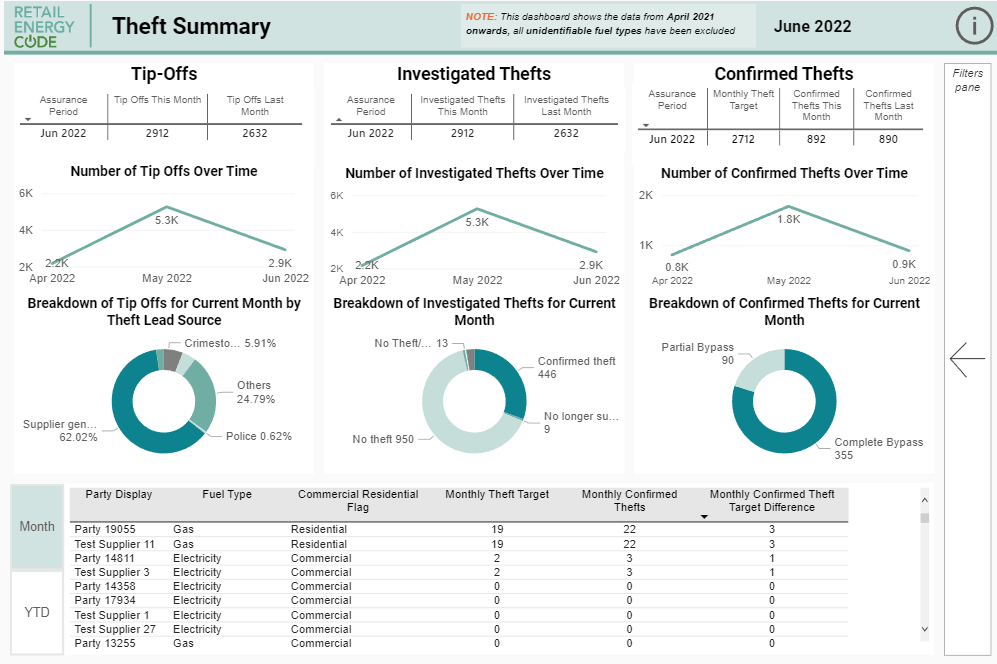 RETAIL
ENERGY
CODE
Theft Summary
NOTE: This dashboard shows the data from April 2021
onwards, all unidentifiable fuel types have been excluded
June 2022
i
Tip-Offs
Assurance Period | Tip Offs This Month | Tip Offs Last Month
Jun 2022 | 2912 | 2632
Number of Tip Offs Over Time
6K
4K
2K
2.2K
5.3K
2.9K
Apr 2022 May 2022 Jun 2022
Breakdown of Tip Offs for Current Month by
Theft Lead Source
Crimesto... 5.91%
Others
24.79%
Police 0.62%
Supplier gen...
62.02%
Investigated Thefts
Assurance Period | Investigated Thefts This Month | Investigated Thefts Last Month
Jun 2022 | 2912 | 2632
Number of Investigated Thefts Over Time
6K
4K
2K
2.2K
5.3K
2.9K
Apr 2022 May 2022 Jun 2022
Breakdown of Investigated Thefts for Current
Month
No Theft/... 13
Confirmed theft
446
No longer su...
9
No theft 950
Confirmed Thefts
Assurance Period | Monthly Theft Target | Confirmed Thefts This Month | Confirmed Thefts Last Month
Jun 2022 | 2712 | 892 | 890
Number of Confirmed Thefts Over Time
2K
1K
0.8K
1.8K
0.9K
Apr 2022 May 2022 Jun 2022
Breakdown of Confirmed Thefts for Current
Month
Partial Bypass
90
Complete Bypass
355
Filters
pane
Month
YTD
Party Display | Fuel Type | Commercial Residential Flag | Monthly Theft Target | Monthly Confirmed Thefts | Monthly Confirmed Theft Target Difference
Party 19055 | Gas | Residential | 19 | 22 | 3
Test Supplier 11 | Gas | Residential | 19 | 22 | 3
Party 14811 | Electricity | Commercial | 2 | 3 | 1
Test Supplier 3 | Electricity | Commercial | 2 | 3 | 1
Party 14358 | Electricity | Commercial | 0 | 0 | 0
Party 17934 | Electricity | Commercial | 0 | 0 | 0
Test Supplier 1 | Electricity | Commercial | 0 | 0 | 0
Test Supplier 27 | Electricity | Commercial | 0 | 0 | 0
Party 13255 | Gas | Commercial | 0 | 0 | 0